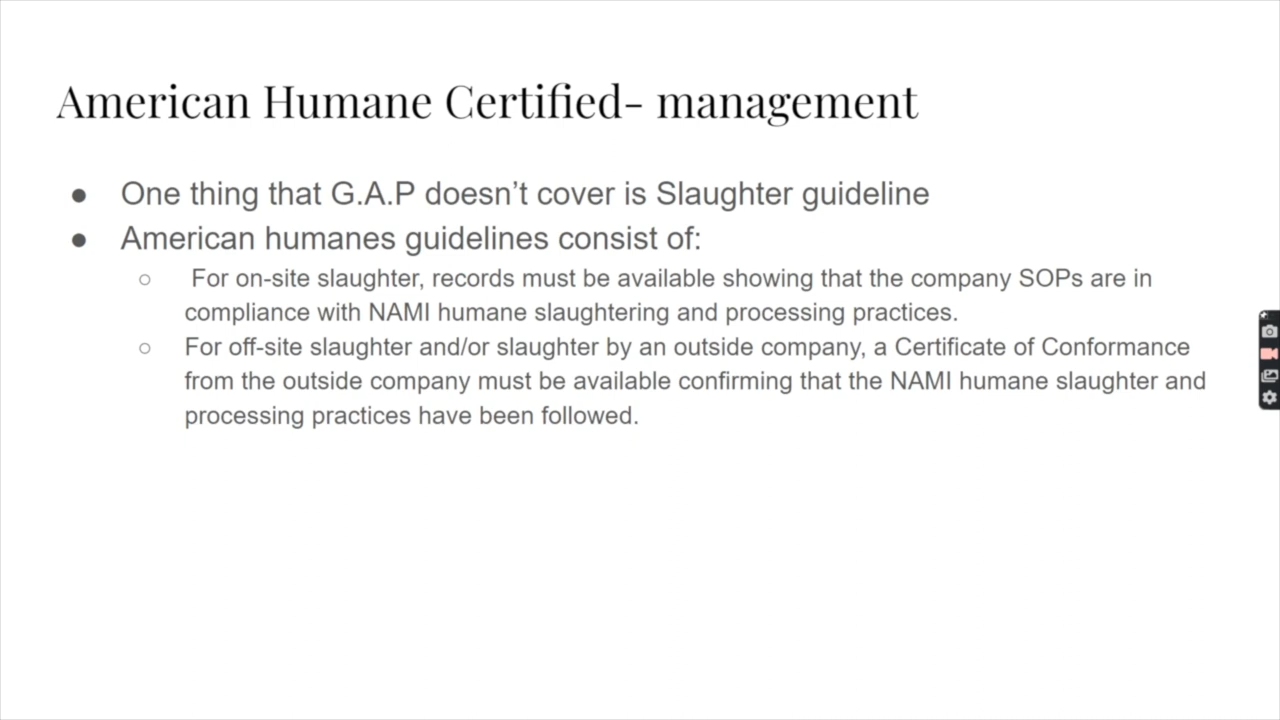 American Humane Certified- management
● One thing that G.A.P doesn’t cover is Slaughter guideline
● American humanes guidelines consist of:
○ For on-site slaughter, records must be available showing that the company SOPs are in
compliance with NAMI humane slaughtering and processing practices.
○ For off-site slaughter and/or slaughter by an outside company, a Certificate of Conformance
from the outside company must be available confirming that the NAMI humane slaughter and
processing practices have been followed.